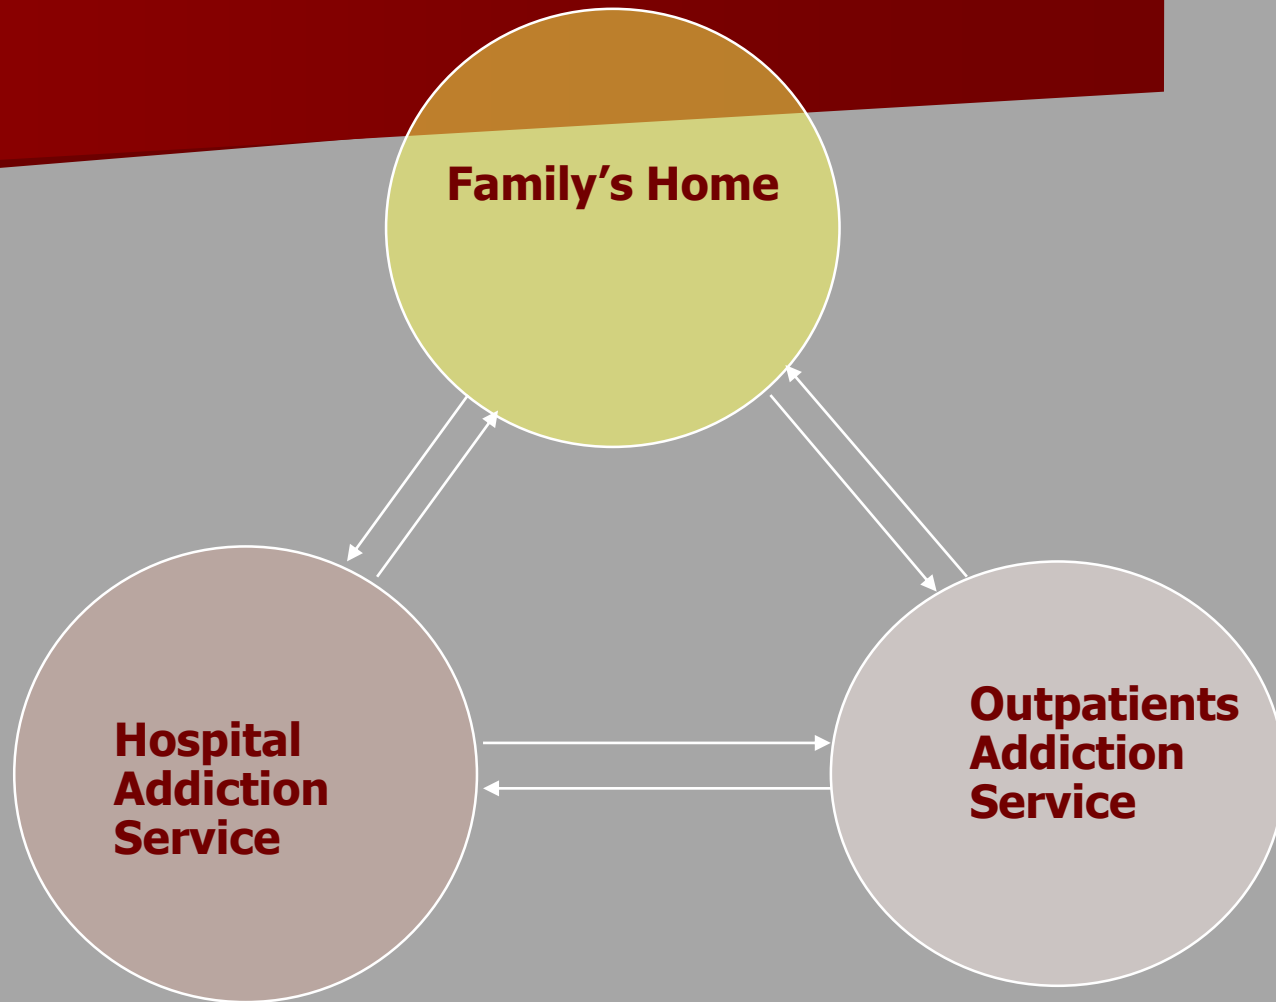 Family’s Home
Hospital
Addiction
Service
Outpatients
Addiction
Service